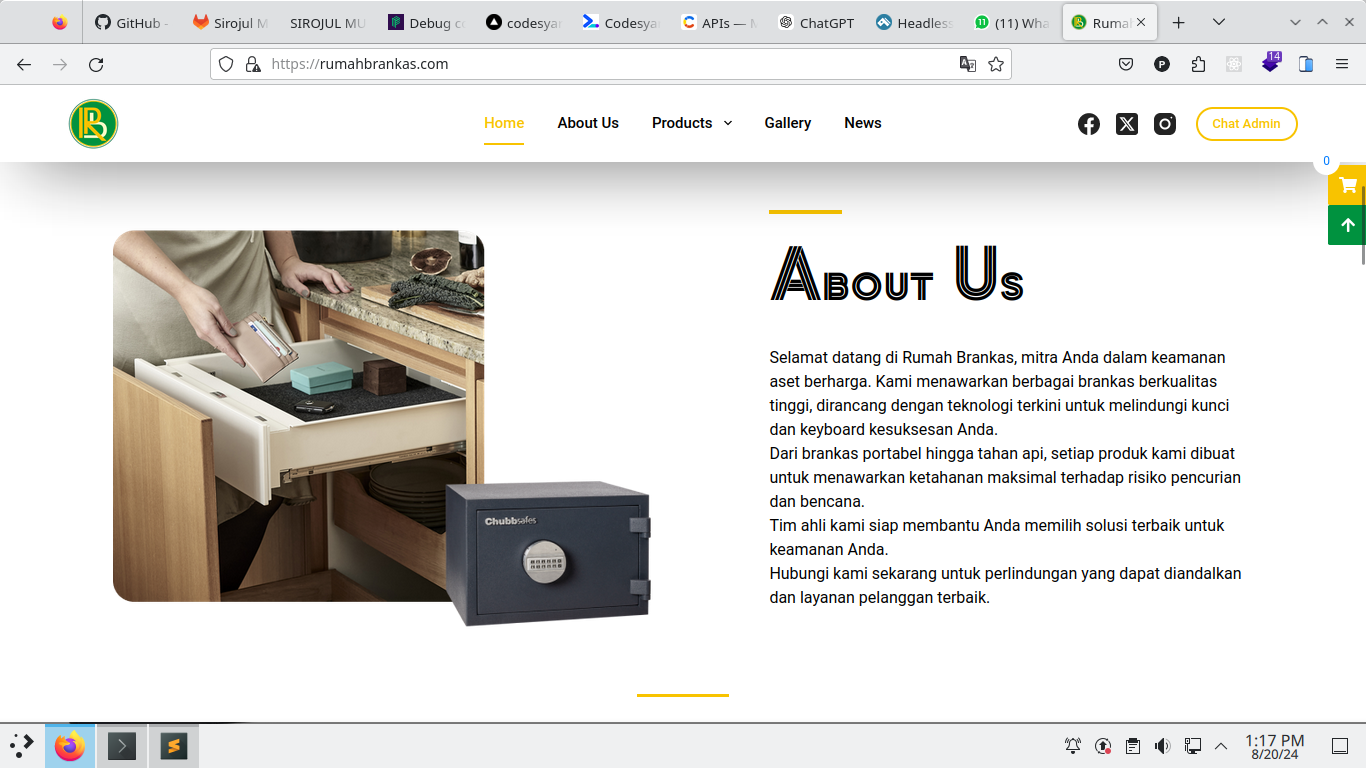 GitHub -
Sirojul M
SIROJUL MU
Debug c
codesya
Codesya
APIs — M
ChatGPT
Headless
(11) Wha
Rumah
https://rumahbrankas.com
14
Home
About Us
Products
Gallery
News
Chat Admin
0
About Us
Selamat datang di Rumah Brankas, mitra Anda dalam keamanan
aset berharga. Kami menawarkan berbagai brankas berkualitas
tinggi, dirancang dengan teknologi terkini untuk melindungi kunci
dan keyboard kesuksesan Anda.
Dari brankas portabel hingga tahan api, setiap produk kami dibuat
untuk menawarkan ketahanan maksimal terhadap risiko pencurian
dan bencana.
Tim ahli kami siap membantu Anda memilih solusi terbaik untuk
keamanan Anda.
Hubungi kami sekarang untuk perlindungan yang dapat diandalkan
dan layanan pelanggan terbaik.
Chubbsafes
1:17 PM
8/20/24